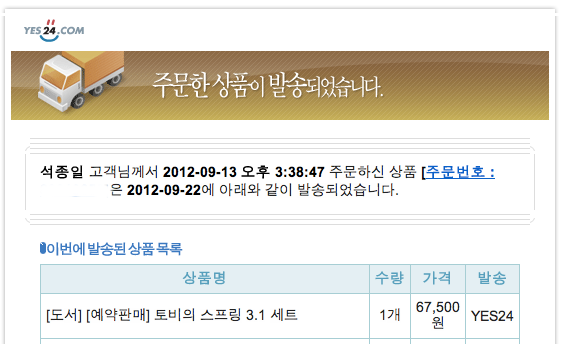 YES24.COM
주문한 상품이 발송되었습니다.
석종일 고객님께서 2012-09-13 오후 3:38:47 주문하신 상품 [주문번호 :
은 2012-09-22에 아래와 같이 발송되었습니다.
이번에 발송된 상품 목록
상품명 수량 가격 발송
[도서] [예약판매] 토비의 스프링 3.1 세트 1개 67,500원 YES24